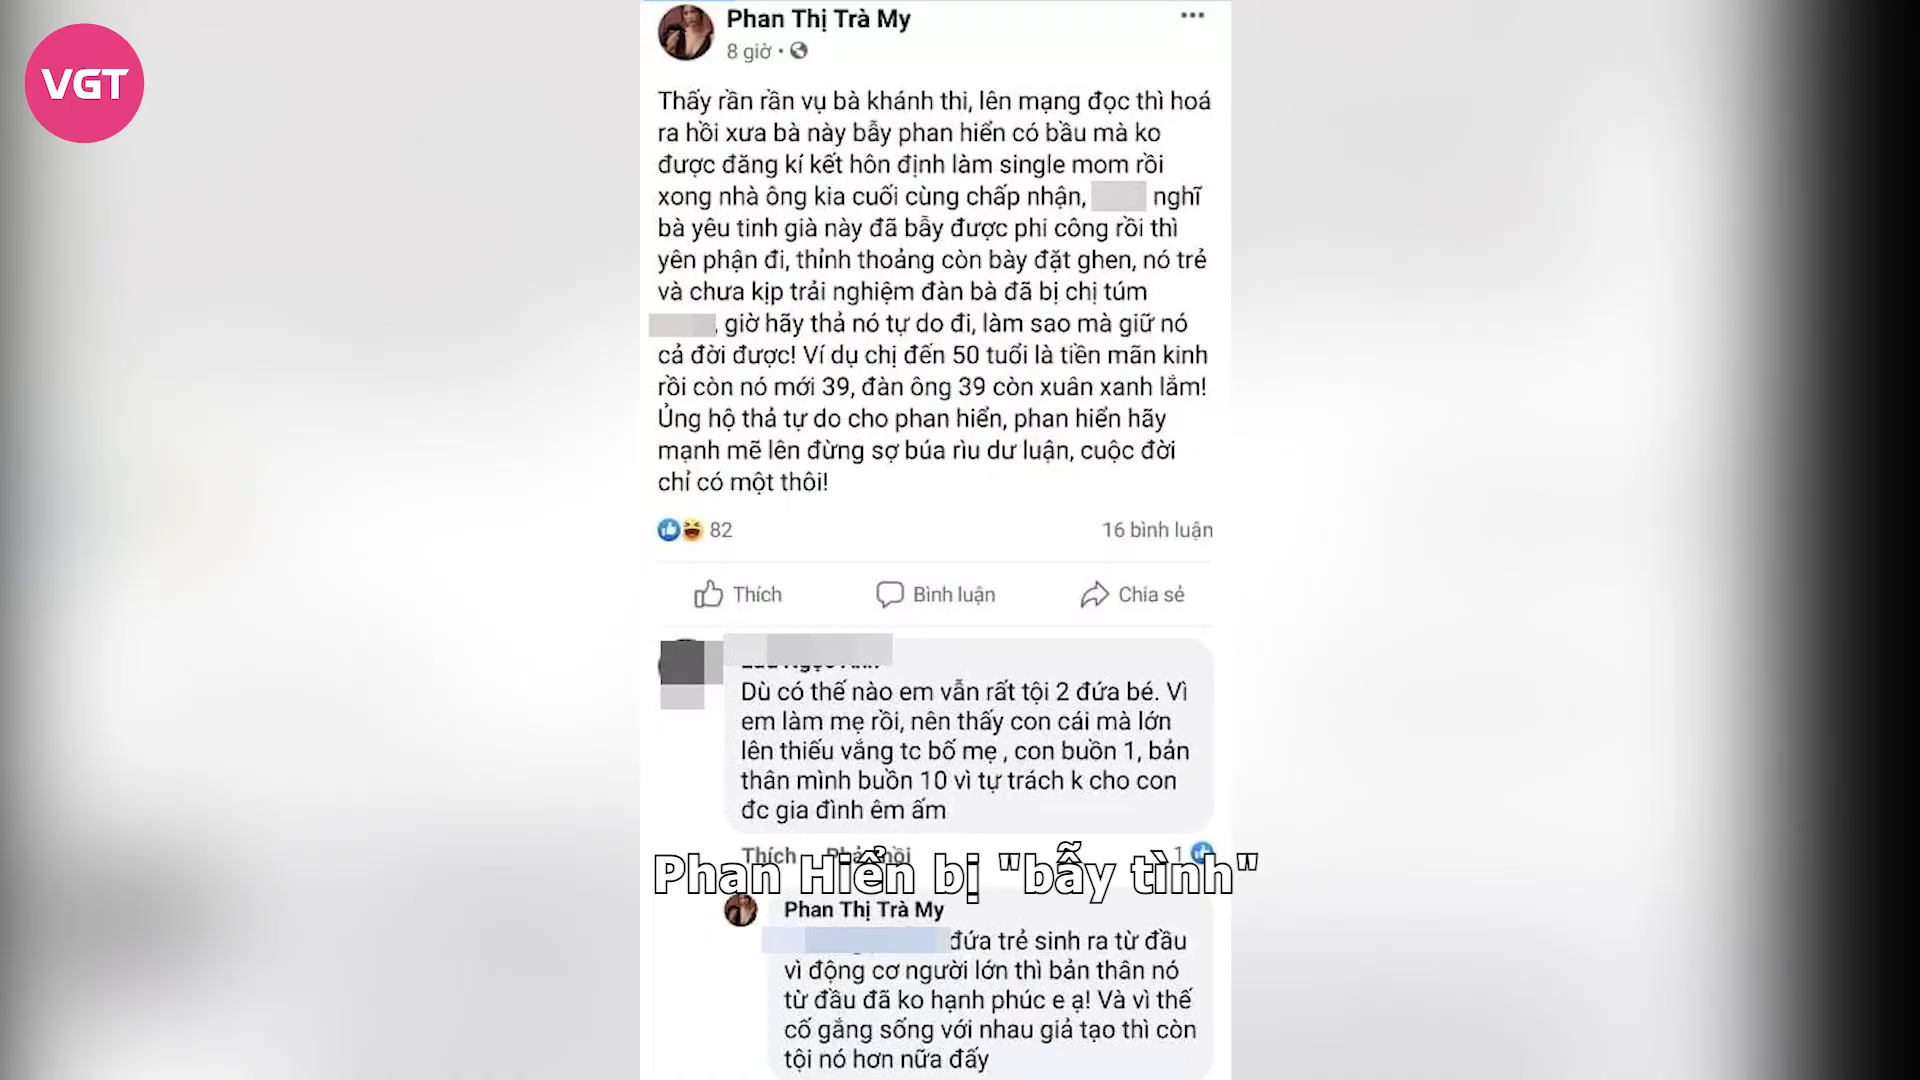 VGT
Phan Thị Trà My
8 giờ
Thấy rần rần vụ bà khánh thi, lên mạng đọc thì hoá
ra hồi xưa bà này bẫy phan hiển có bầu mà ko
được đăng kí kết hôn định làm single mom rồi
xong nhà ông kia cuối cùng chấp nhận, nghĩ
bà yêu tinh già này đã bẫy được phi công rồi thì
yên phận đi, thỉnh thoảng còn bày đặt ghen, nó trẻ
và chưa kịp trải nghiệm đàn bà đã bị chị túm
, giờ hãy thả nó tự do đi, làm sao mà giữ nó
cả đời được! Ví dụ chị đến 50 tuổi là tiền mãn kinh
rồi còn nó mới 39, đàn ông 39 còn xuân xanh lắm!
Ủng hộ thả tự do cho phan hiển, phan hiển hãy
mạnh mẽ lên đừng sợ búa rìu dư luận, cuộc đời
chỉ có một thôi!
82 16 bình luận
Thích Bình luận Chia sẻ
Dù có thế nào em vẫn rất tội 2 đứa bé. Vì
em làm mẹ rồi, nên thấy con cái mà lớn
lên thiếu vắng tc bố mẹ , con buồn 1, bản
thân mình buồn 10 vì tự trách k cho con
đc gia đình êm ấm
Thích Phản hồi 1
Phan Hiển bị "bẫy tình"
Phan Thị Trà My
đứa trẻ sinh ra từ đầu
vì động cơ người lớn thì bản thân nó
từ đầu đã ko hạnh phúc e ạ! Và vì thế
cố gắng sống với nhau giả tạo thì còn
tội nó hơn nữa đấy